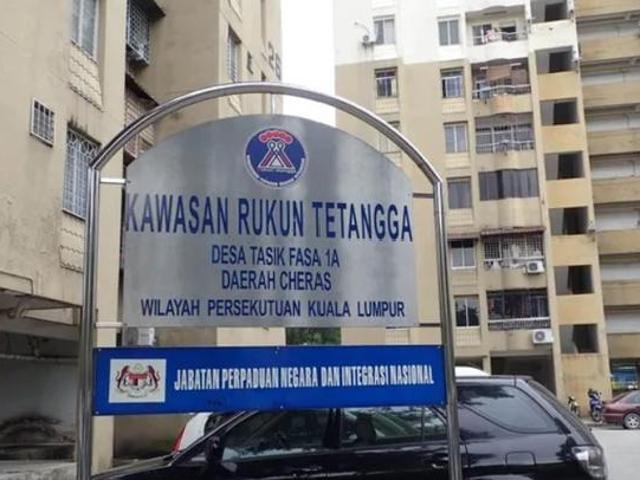 KAWASAN RUKUN TETANGGA
DESA TASIK FASA 1A
DAERAH CHERAS
WILAYAH PERSEKUTUAN KUALA LUMPUR
JABATAN PERPADUAN NEGARA DAN INTEGRASI NASIONAL